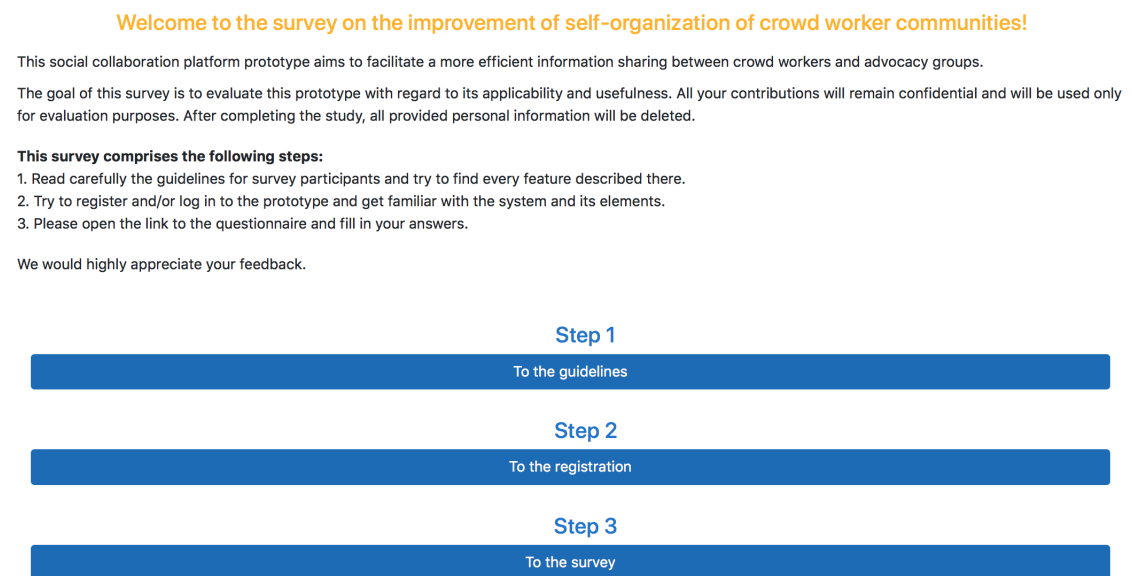 Welcome to the survey on the improvement of self-organization of crowd worker communities!
This social collaboration platform prototype aims to facilitate a more efficient information sharing between crowd workers and advocacy groups.
The goal of this survey is to evaluate this prototype with regard to its applicability and usefulness. All your contributions will remain confidential and will be used only
for evaluation purposes. After completing the study, all provided personal information will be deleted.
This survey comprises the following steps:
1. Read carefully the guidelines for survey participants and try to find every feature described there.
2. Try to register and/or log in to the prototype and get familiar with the system and its elements.
3. Please open the link to the questionnaire and fill in your answers.
We would highly appreciate your feedback.
Step 1
To the guidelines
Step 2
To the registration
Step 3
To the survey